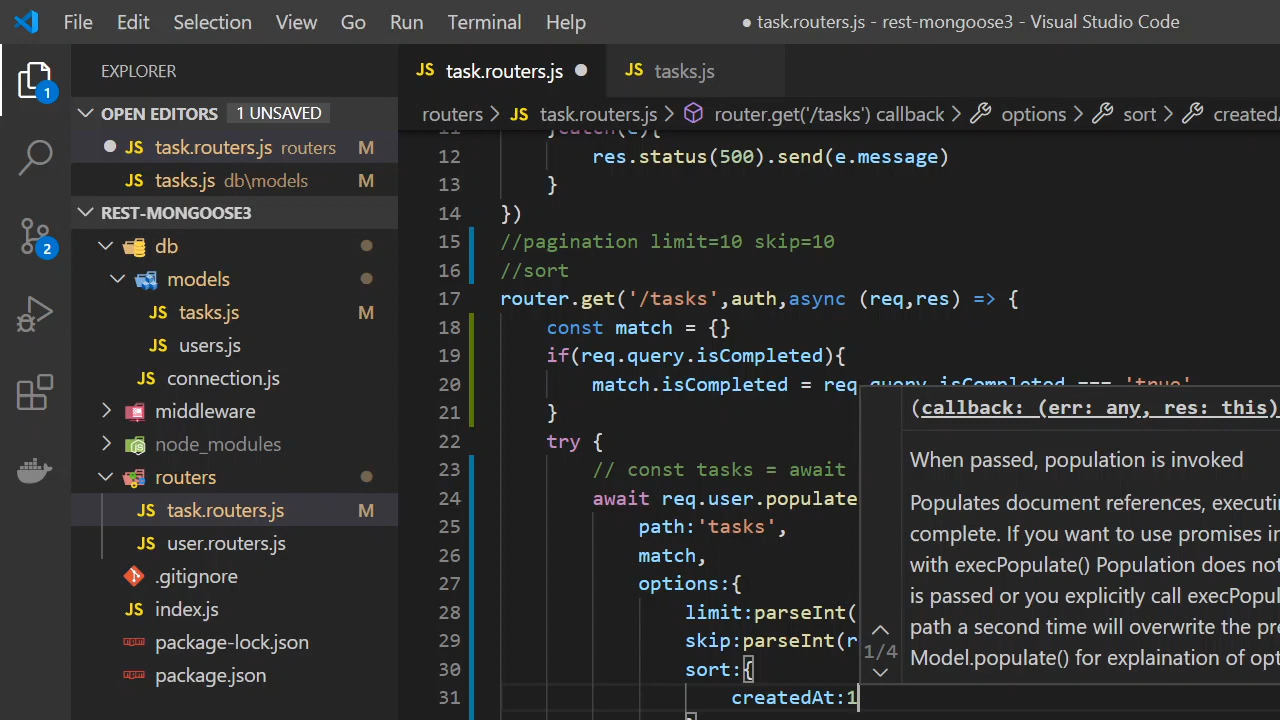 File Edit Selection View Go Run Terminal Help
● task.routers.js - rest-mongoose3 - Visual Studio Code
EXPLORER
OPEN EDITORS 1 UNSAVED
JS task.routers.js routers M
JS tasks.js db\models M
REST-MONGOOSE3
db
models
JS tasks.js M
JS users.js
JS connection.js
middleware
node_modules
routers
JS task.routers.js M
JS user.routers.js
.gitignore
JS index.js
package-lock.json
package.json
1
2
JS task.routers.js ●
JS tasks.js
routers > JS task.routers.js > router.get('/tasks') callback > options > sort > created
11 }catch(e){
12 res.status(500).send(e.message)
13 }
14 })
15 //pagination limit=10 skip=10
16 //sort
17 router.get('/tasks',auth,async (req,res) => {
18 const match = {}
19 if(req.query.isCompleted){
20 match.isCompleted = req.query.isCompleted === 'true'
21 }
22 try {
23 // const tasks = await
24 await req.user.populate
25 path:'tasks',
26 match,
27 options:{
28 limit:parseInt(
29 skip:parseInt(r
30 sort:{
31 createdAt:1
}
(callback: (err: any, res: this)
When passed, population is invoked
Populates document references, executi
complete. If you want to use promises i
with execPopulate() Population does not
is passed or you explicitly call execPopul
path a second time will overwrite the pre
Model.populate() for explaination of opt
1/4